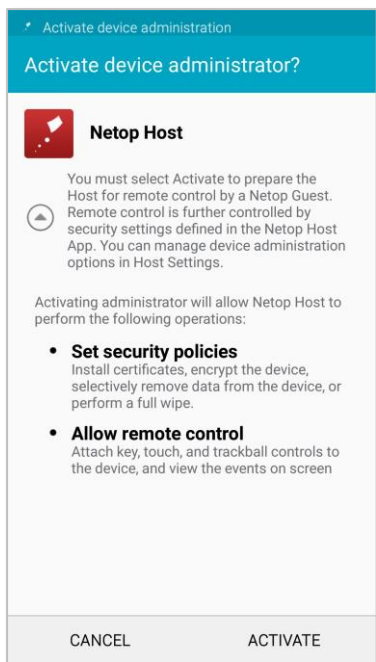 Activate device administration
Activate device administrator?
Netop Host
You must select Activate to prepare the
Host for remote control by a Netop Guest.
Remote control is further controlled by
security settings defined in the Netop Host
App. You can manage device administration
options in Host Settings.
Activating administrator will allow Netop Host to
perform the following operations:
• Set security policies
Install certificates, encrypt the device,
selectively remove data from the device, or
perform a full wipe.
• Allow remote control
Attach key, touch, and trackball controls to
the device, and view the events on screen
CANCEL ACTIVATE